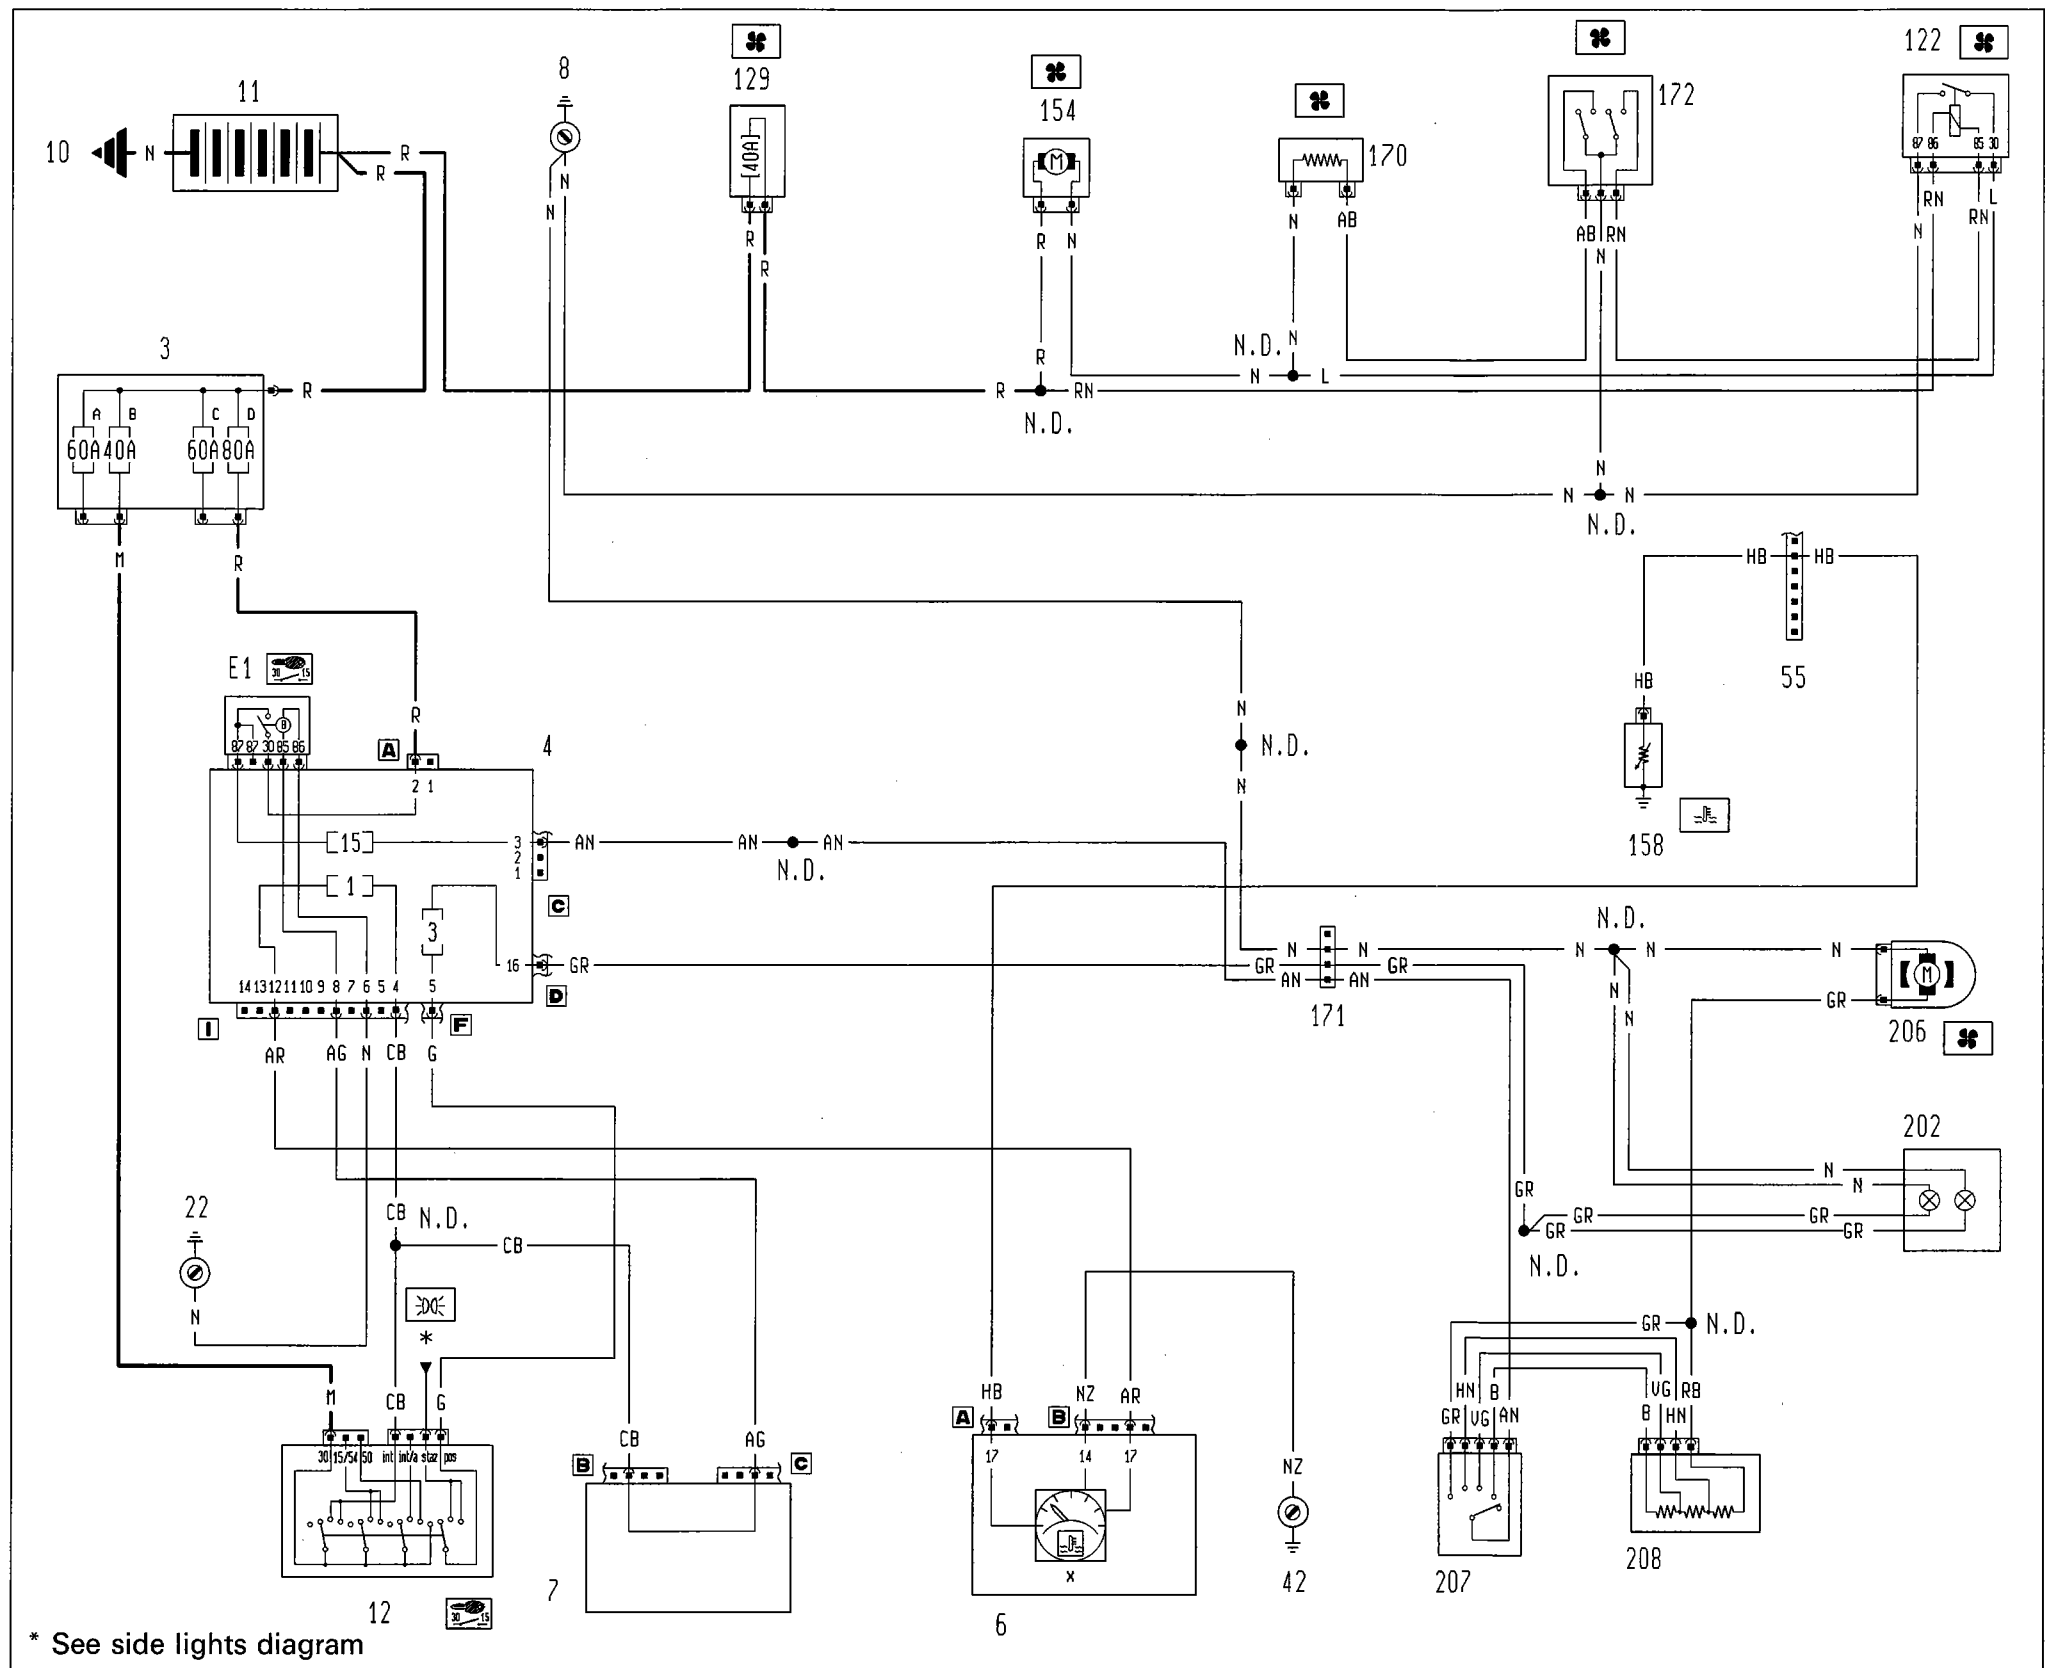 8
129
154
170
172
122
11
10
N
R
R
40A
M
87 86 85 30
N
N
R
R
R N
N
AB
AB RN
N
N
RN
RN
L
3
R
R
N.D.
N
N
L
R
RN
N.D.
A B C D
60A 40A 60A 80A
N
N
N
N.D.
M
R
HB
HB
55
HB
158
E1
30 15
B
87 87 30 85 86
R
A
4
2 1
N
N.D.
N
15
3
2
1
AN
AN
AN
N.D.
1
C
3
16
GR
D
N.D.
N
N
N
N
N
GR
GR
AN
AN
171
M
GR
206
N
N
14 13 12 11 10 9 8 7 6 5 4 5
I
F
AR
AG
N
CB
G
202
N
N
GR
GR
GR
GR
GR
N.D.
22
N
CB
N.D.
CB
*
GR
N.D.
M
CB
G
HB
NZ
AR
HN
B
VG
RB
GR
VG
AN
B
HN
30 15/54 50 int int/a staz pos
CB
AG
B
C
A
B
17
14
17
NZ
X
12
30 15
7
6
42
207
208
* See side lights diagram